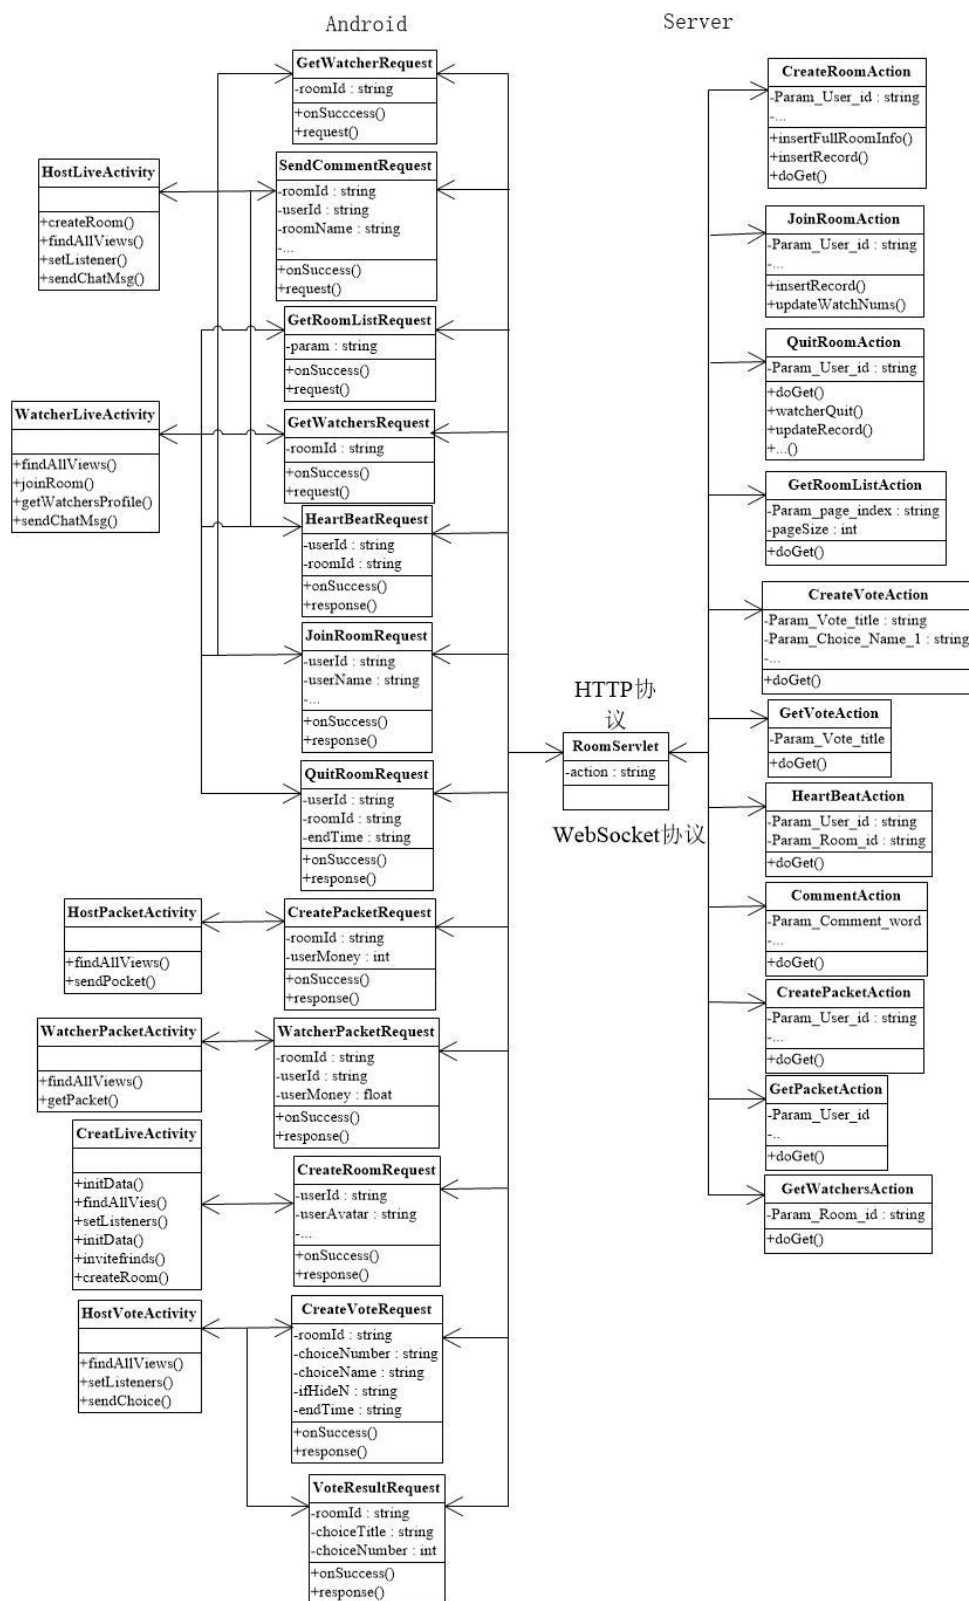 Android
Server
GetWatcherRequest
-roomId : string
+onSucccess()
+request()
HostLiveActivity
+createRoom()
+findAllViews()
+setListener()
+sendChatMsg()
SendCommentRequest
-roomId : string
-userId : string
-roomName : string
-...
+onSuccess()
+request()
GetRoomListRequest
-param : string
+onSuccess()
+request()
WatcherLiveActivity
+findAllViews()
+joinRoom()
+getWatchersProfile()
+sendChatMsg()
GetWatchersRequest
-roomId : string
+onSuccess()
+request()
HeartBeatRequest
-userId : string
-roomId : string
+onSuccess()
+response()
JoinRoomRequest
-userId : string
-userName : string
-...
+onSuccess()
+response()
QuitRoomRequest
-userId : string
-roomId : string
-endTime : string
+onSuccess()
+response()
HostPacketActivity
+findAllViews()
+sendPocket()
CreatePacketRequest
-roomId : string
-userMoney : int
+onSuccess()
+response()
WatcherPacketActivity
+findAllViews()
+getPacket()
WatcherPacketRequest
-roomId : string
-userId : string
-userMoney : float
+onSuccess()
+response()
CreatLiveActivity
+initData()
+findAllVies()
+setListeners()
+initData()
+invitefrinds()
+createRoom()
CreateRoomRequest
-userId : string
-userAvatar : string
-...
+onSuccess()
+response()
HostVoteActivity
+findAllViews()
+setListeners()
+sendChoice()
CreateVoteRequest
-roomId : string
-choiceNumber : string
-choiceName : string
-ifHideN : string
-endTime : string
+onSuccess()
+response()
VoteResultRequest
-roomId : string
-choiceTitle : string
-choiceNumber : int
+onSuccess()
+response()
HTTP协
议
RoomServlet
-action : string
WebSocket协议
CreateRoomAction
-Param_User_id : string
-...
+insertFullRoomInfo()
+insertRecord()
+doGet()
JoinRoomAction
-Param_User_id : string
-...
+insertRecord()
+updateWatchNums()
QuitRoomAction
-Param_User_id : string
+doGet()
+watcherQuit()
+updateRecord()
+...()
GetRoomListAction
-Param_page_index : string
-pageSize : int
+doGet()
CreateVoteAction
-Param_Vote_title : string
-Param_Choice_Name_1 : string
-...
+doGet()
GetVoteAction
-Param_Vote_title
+doGet()
HeartBeatAction
-Param_User_id : string
-Param_Room_id : string
+doGet()
CommentAction
-Param_Comment_word
-...
+doGet()
CreatePacketAction
-Param_User_id : string
-...
+doGet()
GetPacketAction
-Param_User_id
-..
+doGet()
GetWatchersAction
-Param_Room_id : string
+doGet()